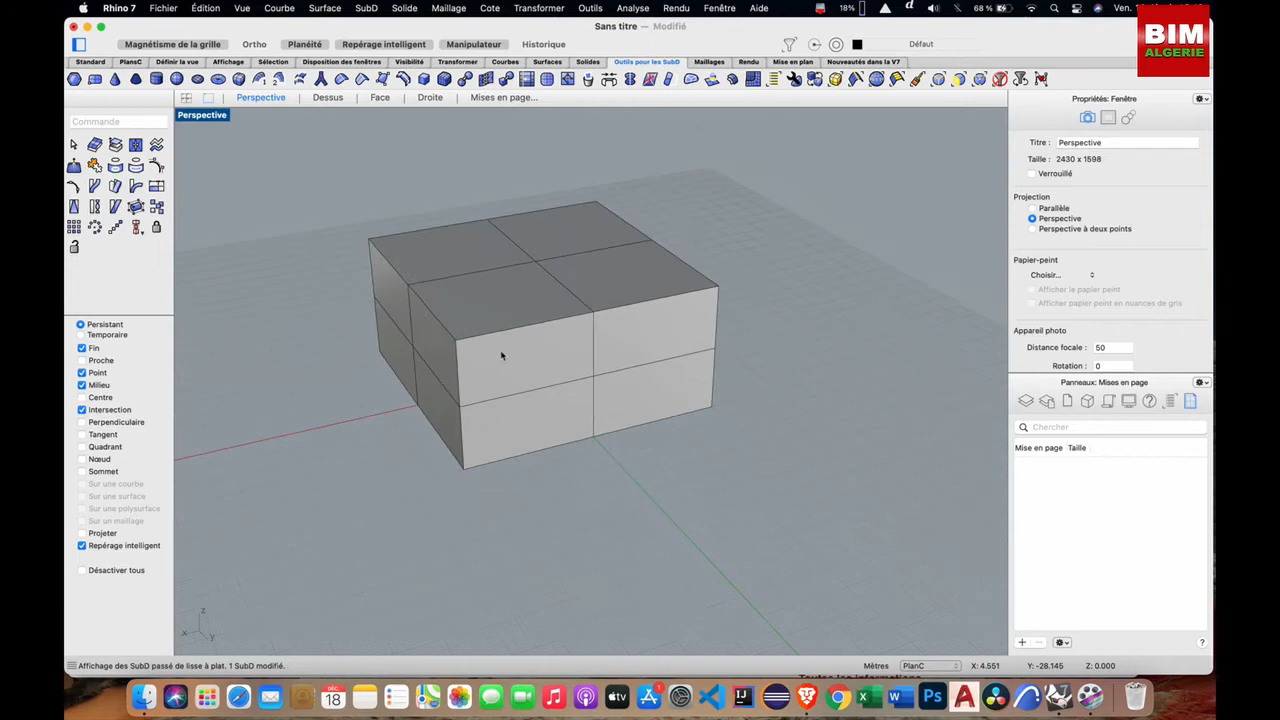 Rhino 7 Fichier Édition Vue Courbe Surface SubD Solide Maillage Cote Transformer Outils Analyse Rendu Fenêtre Aide 18% 68 % Ven.
BIM
ALGERIE
Sans titre — Modifié
Magnétisme de la grille Ortho Planéité Repérage intelligent Manipulateur Historique Défaut
Standard PlansC Définir la vue Affichage Sélection Disposition des fenêtres Visibilité Transformer Courbes Surfaces Solides Outils pour les SubD Maillages Rendu Mise en plan Nouveautés dans la V7
Perspective Dessus Face Droite Mises en page...
Propriétés: Fenêtre
Perspective
Commande
Titre : Perspective
Taille : 2430 x 1598
Verrouillé
Projection
Parallèle
Perspective
Perspective à deux points
Papier-peint
Choisir...
Afficher le papier peint
Afficher papier peint en nuances de gris
Appareil photo
Distance focale : 50
Rotation : 0
Panneaux: Mises en page
Chercher
Mise en page Taille
Persistant
Temporaire
Fin
Proche
Point
Milieu
Centre
Intersection
Perpendiculaire
Tangent
Quadrant
Nœud
Sommet
Sur une courbe
Sur une surface
Sur une polysurface
Sur un maillage
Projeter
Repérage intelligent
Désactiver tous
z
x y
Affichage des SubD passé de lisse à plat. 1 SubD modifié. Mètres PlanC X: 4.551 Y: -28.145 Z: 0.000
DÉC.
18
tv